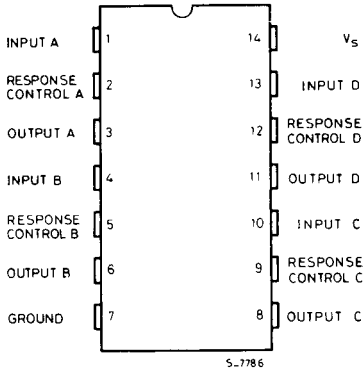 INPUT A 1 14 Vs
RESPONSE
CONTROL A 2 13 INPUT D
OUTPUT A 3 12 RESPONSE
CONTROL D
INPUT B 4 11 OUTPUT D
RESPONSE
CONTROL B 5 10 INPUT C
OUTPUT B 6 9 RESPONSE
CONTROL C
GROUND 7 8 OUTPUT C
S-7786